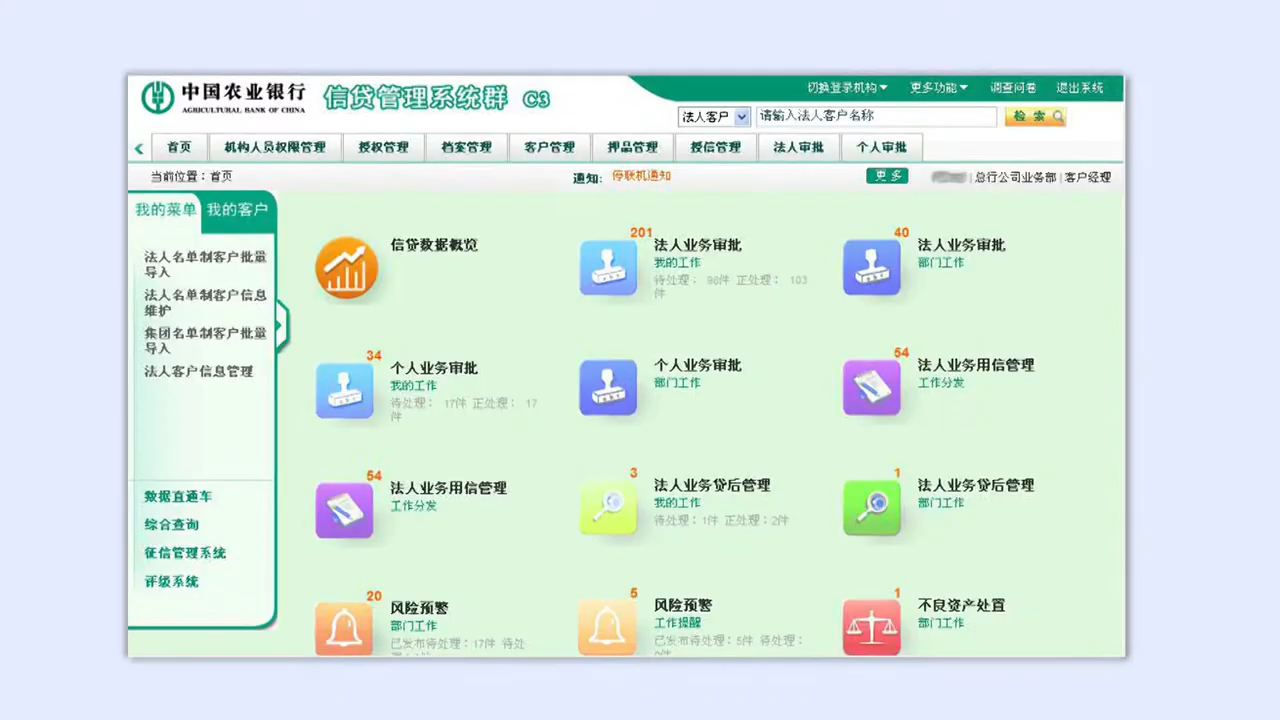 中国农业银行
AGRICULTURAL BANK OF CHINA
信贷管理系统群 C3
切换登录机构 更多功能 调查问卷 退出系统
法人客户 请输入法人客户名称 检索
首页 机构人员权限管理 授权管理 档案管理 客户管理 押品管理 授信管理 法人审批 个人审批
当前位置：首页 通知: 停联机通知 更多 | 总行公司业务部 | 客户经理
我的菜单 我的客户
法人名单制客户批量
导入
法人名单制客户信息
维护
集团名单制客户批量
导入
法人客户信息管理
数据直通车
综合查询
征信管理系统
评级系统
信贷数据概览
201
法人业务审批
我的工作
待处理： 98件 正处理： 103
件
40
法人业务审批
部门工作
34
个人业务审批
我的工作
待处理： 17件 正处理： 17
件
个人业务审批
部门工作
54
法人业务用信管理
工作分发
54
法人业务用信管理
工作分发
3
法人业务贷后管理
我的工作
待处理：1件 正处理：2件
1
法人业务贷后管理
部门工作
20
风险预警
部门工作
已发布待处理：17件 待处
5
风险预警
工作提醒
已发布待处理：5件 待处理：
1
不良资产处置
部门工作